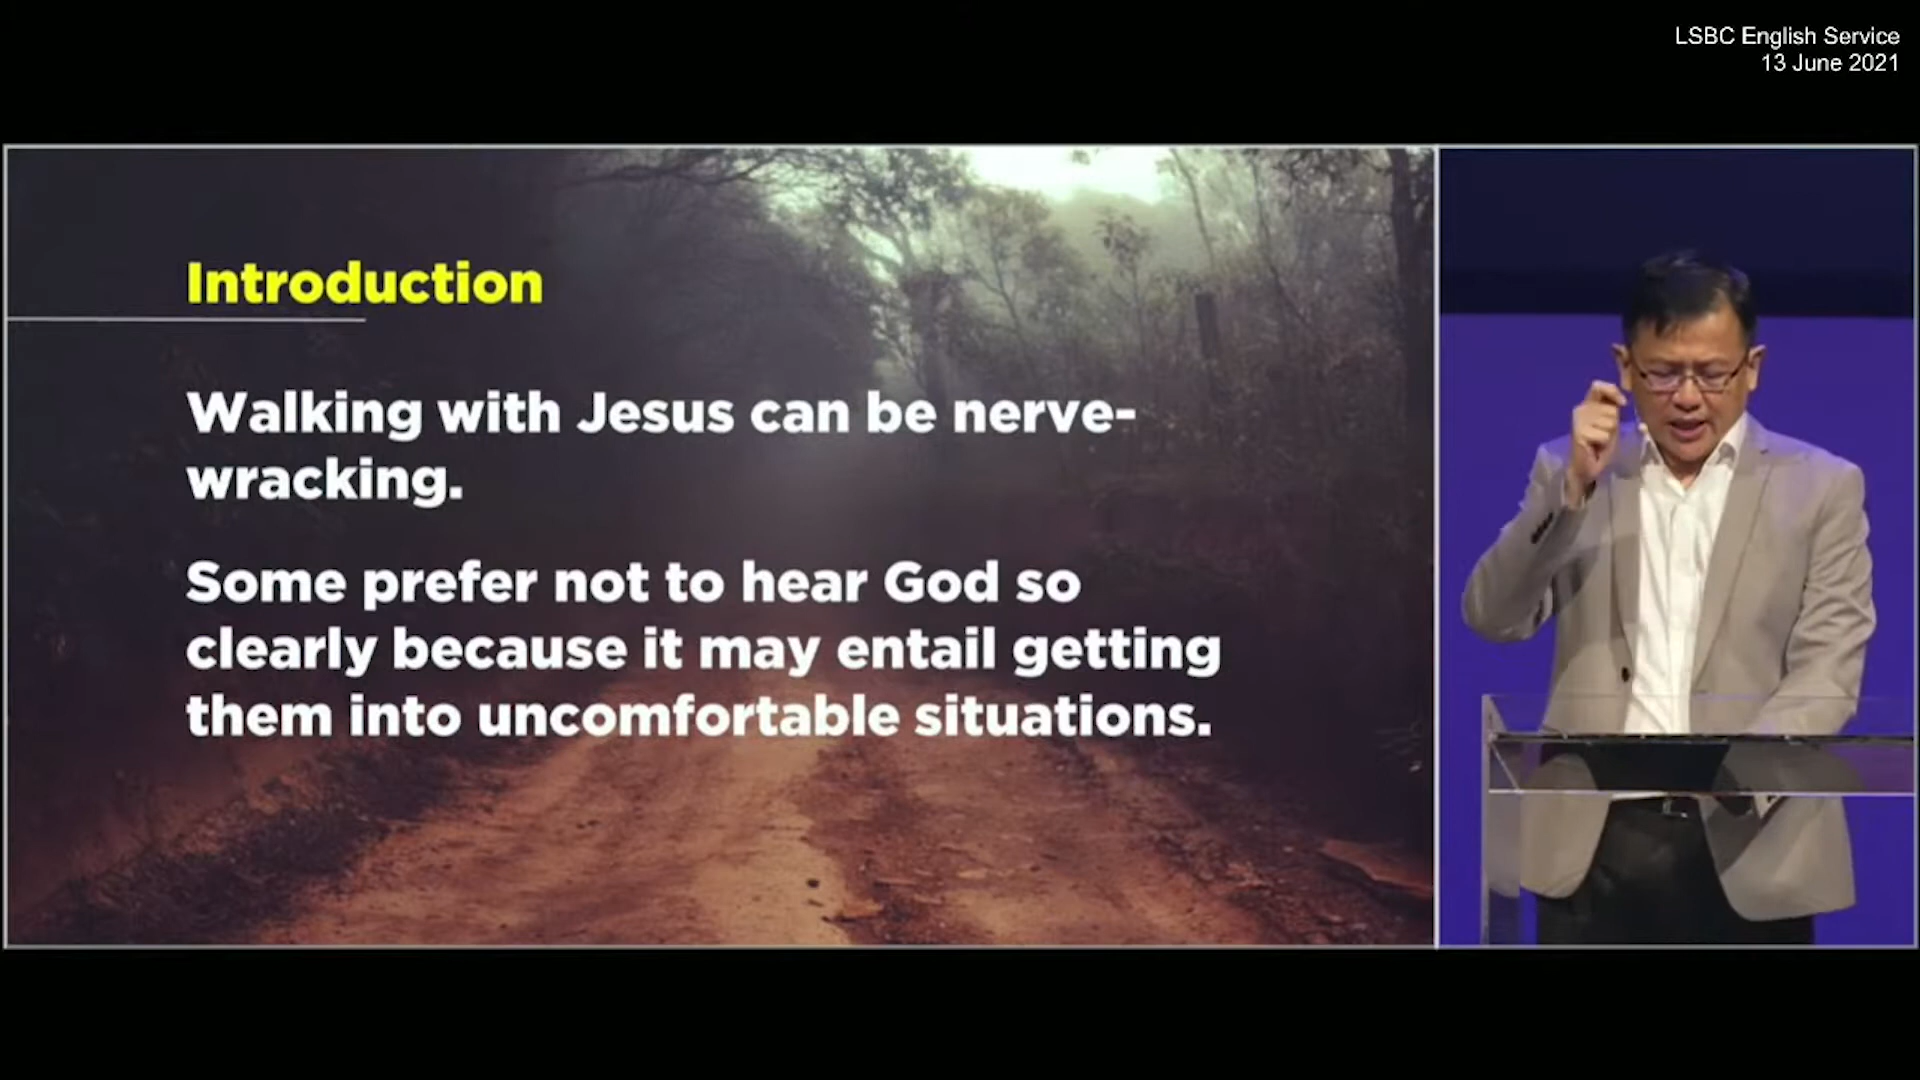 LSBC English Service
13 June 2021
Introduction
Walking with Jesus can be nerve-
wracking.
Some prefer not to hear God so
clearly because it may entail getting
them into uncomfortable situations.